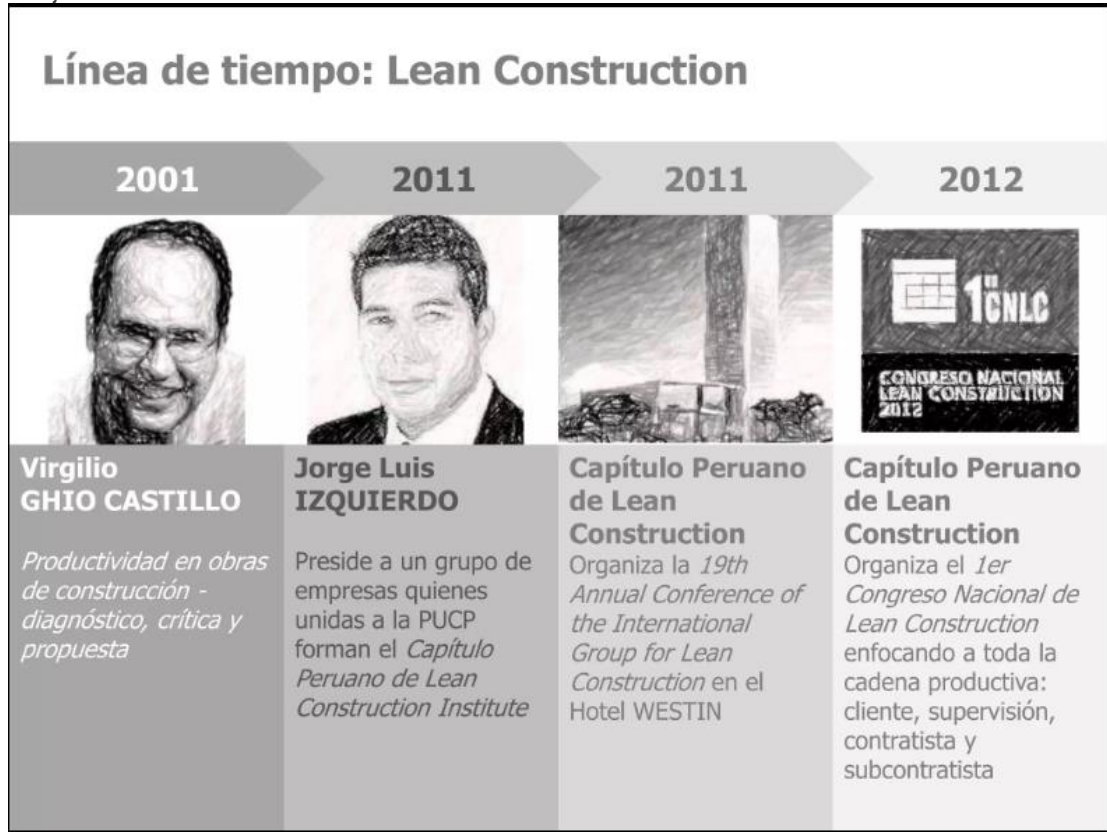 Línea de tiempo: Lean Construction
2001
2011
2011
2012
1er CNLC
CONGRESO NACIONAL
LEAN CONSTRUCTION
2012
Virgilio
GHIO CASTILLO
Productividad en obras
de construcción -
diagnóstico, crítica y
propuesta
Jorge Luis
IZQUIERDO
Preside a un grupo de
empresas quienes
unidas a la PUCP
forman el Capítulo
Peruano de Lean
Construction Institute
Capítulo Peruano
de Lean
Construction
Organiza la 19th
Annual Conference of
the International
Group for Lean
Construction en el
Hotel WESTIN
Capítulo Peruano
de Lean
Construction
Organiza el 1er
Congreso Nacional de
Lean Construction
enfocando a toda la
cadena productiva:
cliente, supervisión,
contratista y
subcontratista